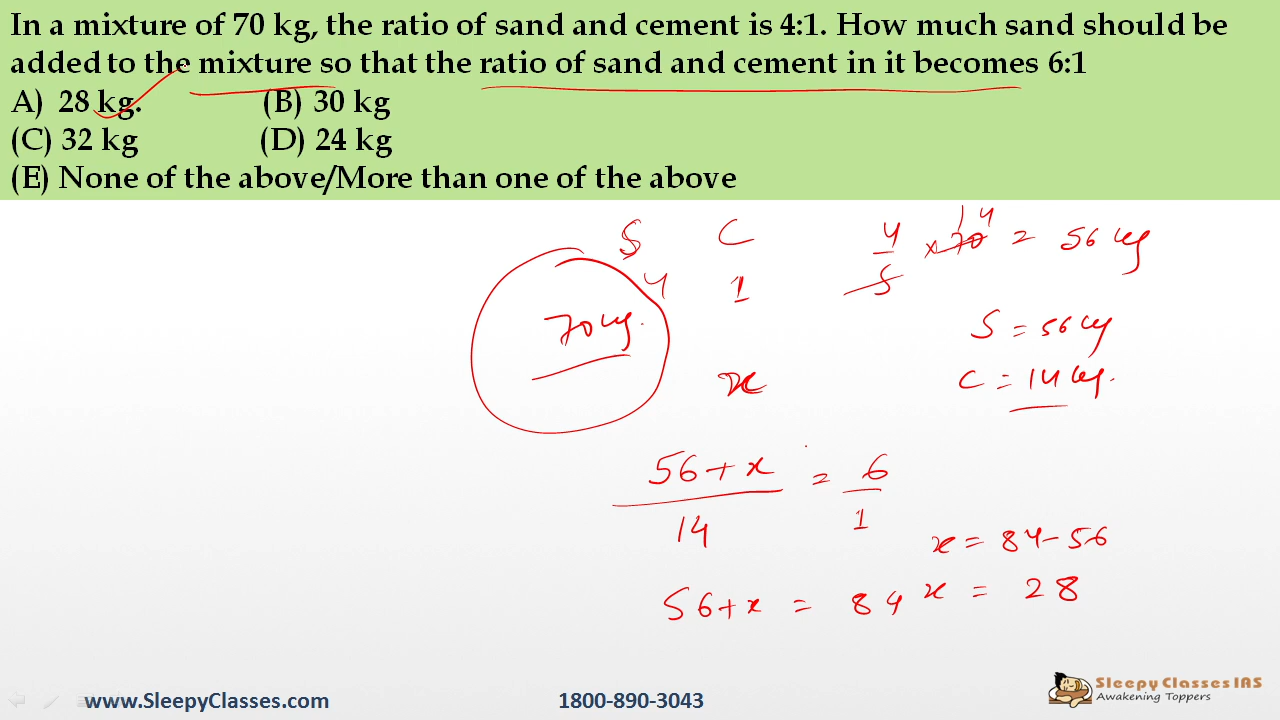 In a mixture of 70 kg, the ratio of sand and cement is 4:1. How much sand should be
added to the mixture so that the ratio of sand and cement in it becomes 6:1
A) 28 kg. (B) 30 kg
(C) 32 kg (D) 24 kg
(E) None of the above/More than one of the above
S C 4/5 × 70 14 = 56 kg
4 1
70 kg. S = 56 kg
x C = 14 kg.
56+x/14 = 6/1
x = 84-56
56+x = 84 x = 28
www.SleepyClasses.com 1800-890-3043 Sleepy Classes IAS
Awakening Toppers